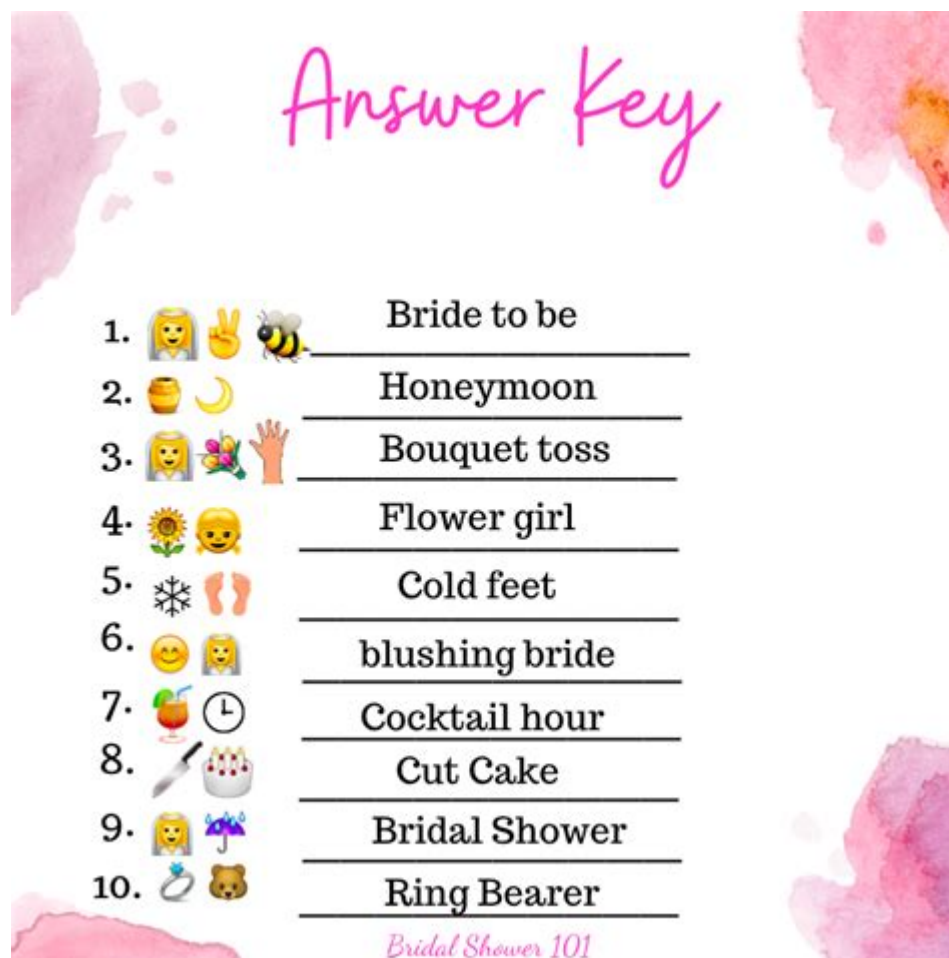 Answer Key
1. Bride to be
2. Honeymoon
3. Bouquet toss
4. Flower girl
5. Cold feet
6. blushing bride
7. Cocktail hour
8. Cut Cake
9. Bridal Shower
10. Ring Bearer
Bridal Shower 101